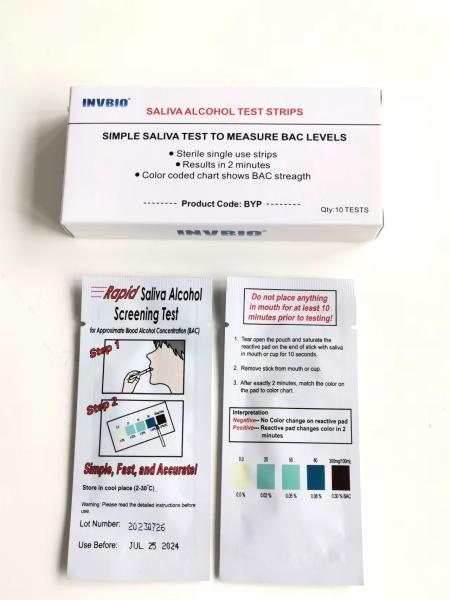 INVBIO®
SALIVA ALCOHOL TEST STRIPS
SIMPLE SALIVA TEST TO MEASURE BAC LEVELS
● Sterile single use strips
● Results in 2 minutes
● Color coded chart shows BAC streagth
-------- Product Code: BYP --------
Qty:10 TESTS
INVBIO®
Rapid Saliva Alcohol
Screening Test
for Approximate Blood Alcohol Concentration (BAC)
Step 1
Step 2
Simple, Fast, and Accurate!
Store in cool place (2-30℃).
Warning: Please read the detailed instructions before
use.
Lot Number: 20230726
Use Before: JUL 25 2024
Do not place anything
in mouth for at least 10
minutes prior to testing!
1. Tear open the pouch and saturate the
reactive pad on the end of stick with saliva
in mouth or cup for 10 seconds.
2. Remove stick from mouth or cup.
3. After exactly 2 minutes, match the color on
the pad to color chart.
Interpretation
Negative--- No Color change on reactive pad
Positive--- Reactive pad changes color in 2
minutes
0.0 20 50 80 300mg/100mL
0.0 % 0.02 % 0.05 % 0.08 % 0.30 % BAC